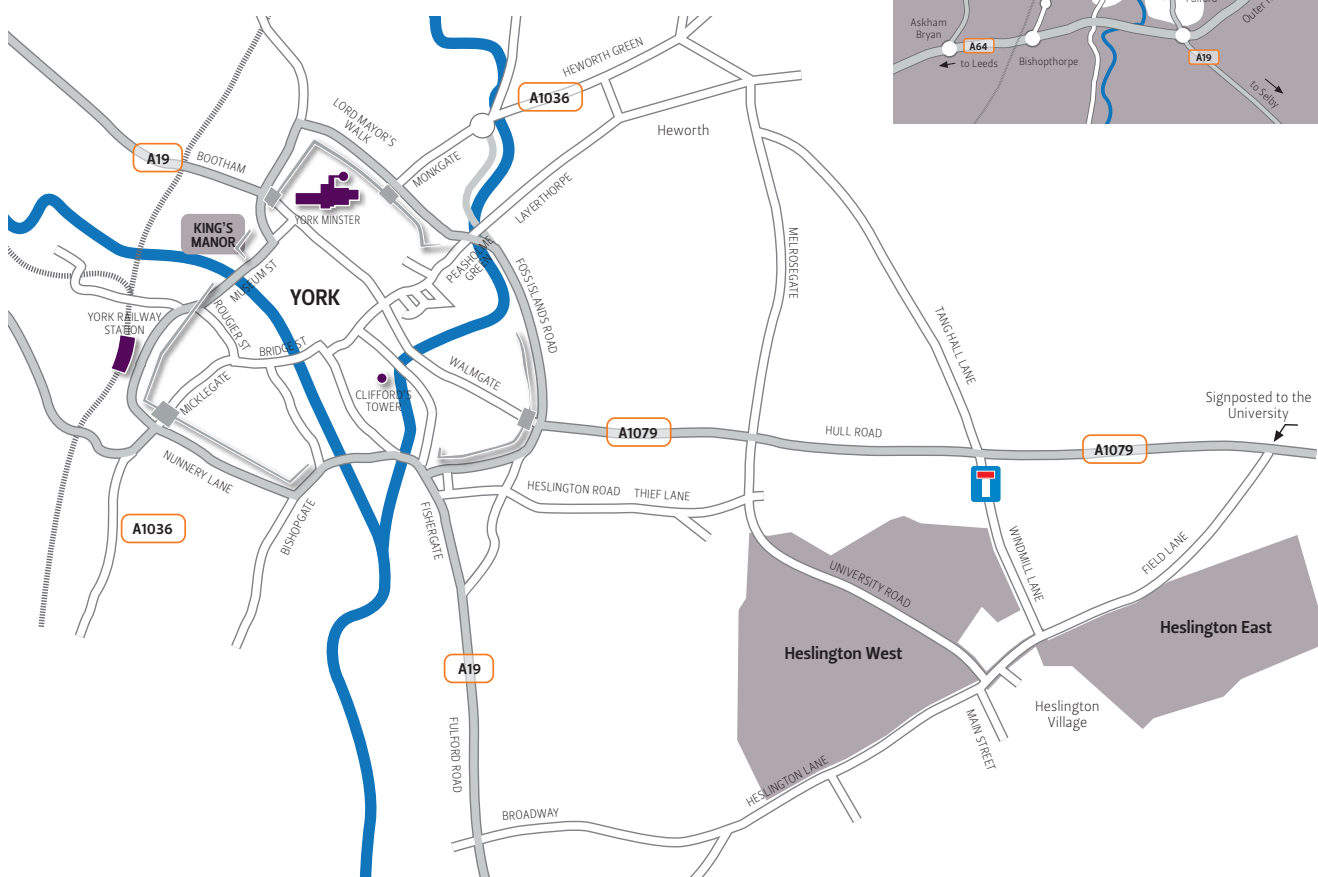 Askham
Bryan
A64
to Leeds
Bishopthorpe
A19
to Selby
HEWORTH GREEN
A1036
LORD MAYOR'S
WALK
Heworth
A19
BOOTHAM
MONKGATE
LAYERTHORPE
YORK MINSTER
KING'S
MANOR
MUSEUM ST
PEASHOLME
GREEN
FOSS ISLANDS ROAD
MELROSEGATE
YORK
YORK RAILWAY
STATION
ROUGIER ST
BRIDGE ST
MICKLEGATE
WALMGATE
CLIFFORD'S
TOWER
TANG HALL LANE
Signposted to the
University
A1079
HULL ROAD
A1079
NUNNERY LANE
HESLINGTON ROAD
THIEF LANE
A1036
BISHOPGATE
FISHERGATE
WINDMILL LANE
FIELD LANE
UNIVERSITY ROAD
Heslington West
Heslington East
A19
Heslington
Village
MAIN STREET
FULFORD ROAD
HESLINGTON LANE
BROADWAY